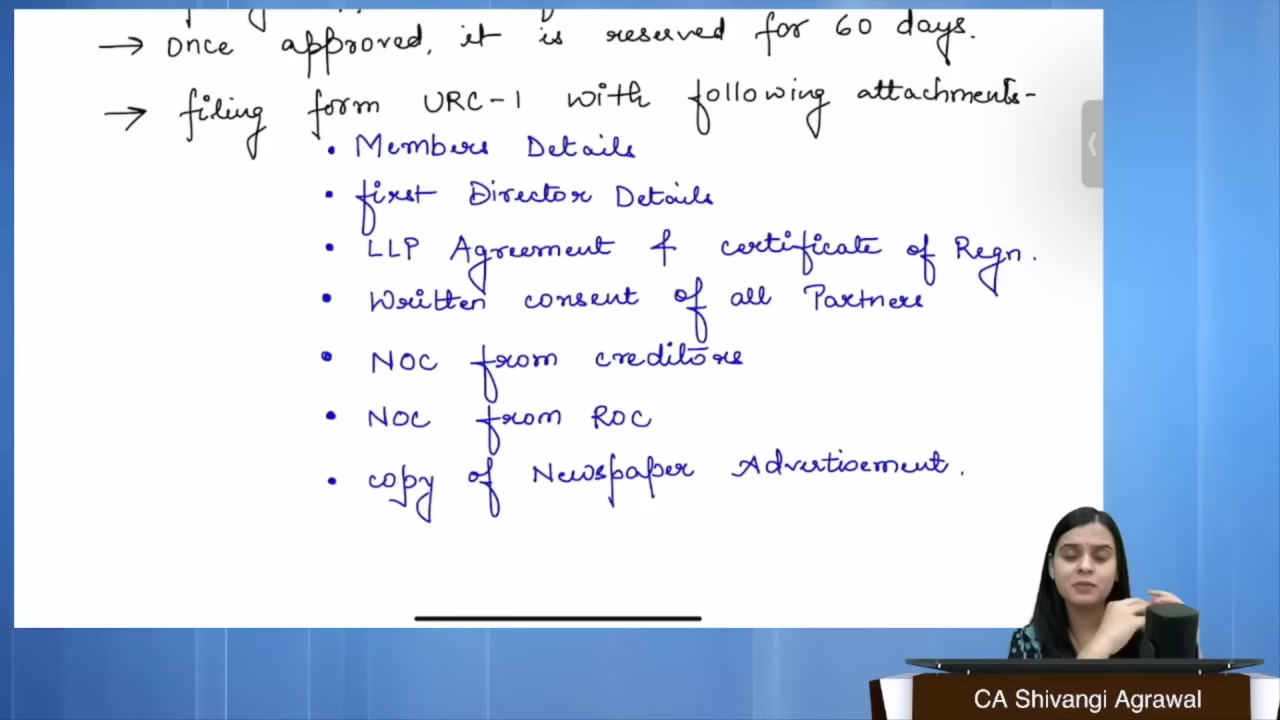 → Once approved, it is reserved for 60 days.
→ filing form URC-1 with following attachments-
• Members Details
• first Director Details
• LLP Agreement & certificate of Regn.
• Written consent of all Partners
• NOC from creditors
• NOC from ROC
• copy of Newspaper Advertisement.
CA Shivangi Agrawal